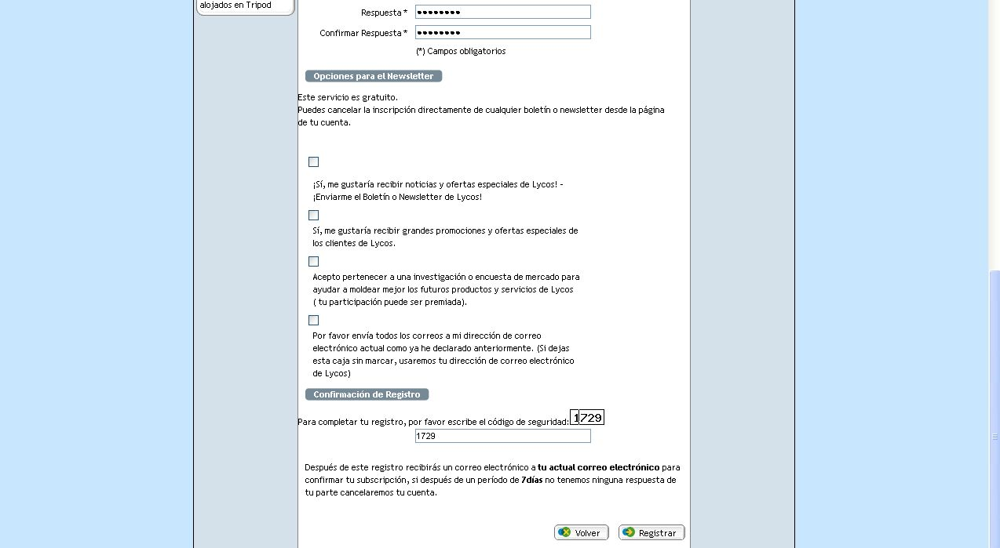 alojados en Tripod
Respuesta *
Confirmar Respuesta *
(*) Campos obligatorios
Opciones para el Newsletter
Este servicio es gratuito.
Puedes cancelar la inscripción directamente de cualquier boletín o newsletter desde la página
de tu cuenta.
¡Sí, me gustaría recibir noticias y ofertas especiales de Lycos! -
¡Enviarme el Boletín o Newsletter de Lycos!
Sí, me gustaría recibir grandes promociones y ofertas especiales de
los clientes de Lycos.
Acepto pertenecer a una investigación o encuesta de mercado para
ayudar a moldear mejor los futuros productos y servicios de Lycos
( tu participación puede ser premiada).
Por favor envía todos los correos a mi dirección de correo
electrónico actual como ya he declarado anteriormente. (Si dejas
esta caja sin marcar, usaremos tu dirección de correo electrónico
de Lycos)
Confirmación de Registro
Para completar tu registro, por favor escribe el código de seguridad: 1729
1729
Después de este registro recibirás un correo electrónico a tu actual correo electrónico para
confirmar tu subscripción, si después de un período de 7días no tenemos ninguna respuesta de
tu parte cancelaremos tu cuenta.
Volver Registrar